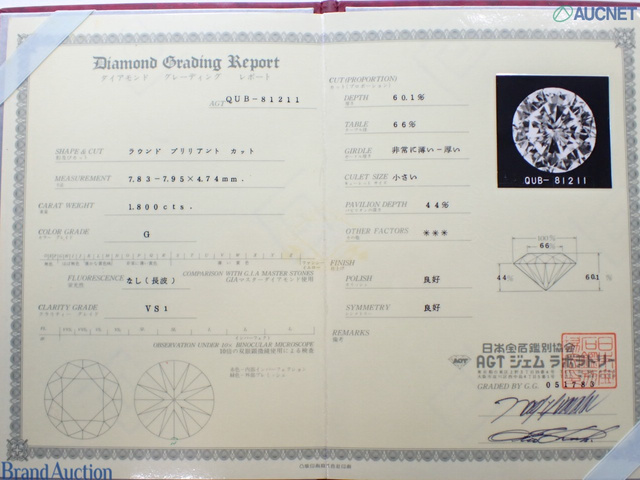 AUCNET
Diamond Grading Report
ダイアモンド グレーディング レポート
AGT QUB-81211
SHAPE & CUT ラウンド ブリリアント カット
MEASUREMENT 7.83-7.95×4.74mm.
CARAT WEIGHT 1.800cts.
COLOR GRADE G
COMPARISON WITH G.I.A MASTER STONES
GIAマスターダイアモンド使用
FLUORESCENCE なし(長波)
CLARITY GRADE VS1
OBSERVATION UNDER 10x BINOCULAR MICROSCOPE
CUT(PROPORTION)
DEPTH 60.1%
TABLE 66%
GIRDLE 非常に薄い-厚い
CULET SIZE 小さい
PAVILION DEPTH 44%
OTHER FACTORS ***
FINISH
POLISH 良好
SYMMETRY 良好
REMARKS
QUB-81211
100%
66%
44%
60.1
日本宝石鑑別協会
AGT ジェム ラボラトリー
GRADED BY G.G. 051783
Brand Auction